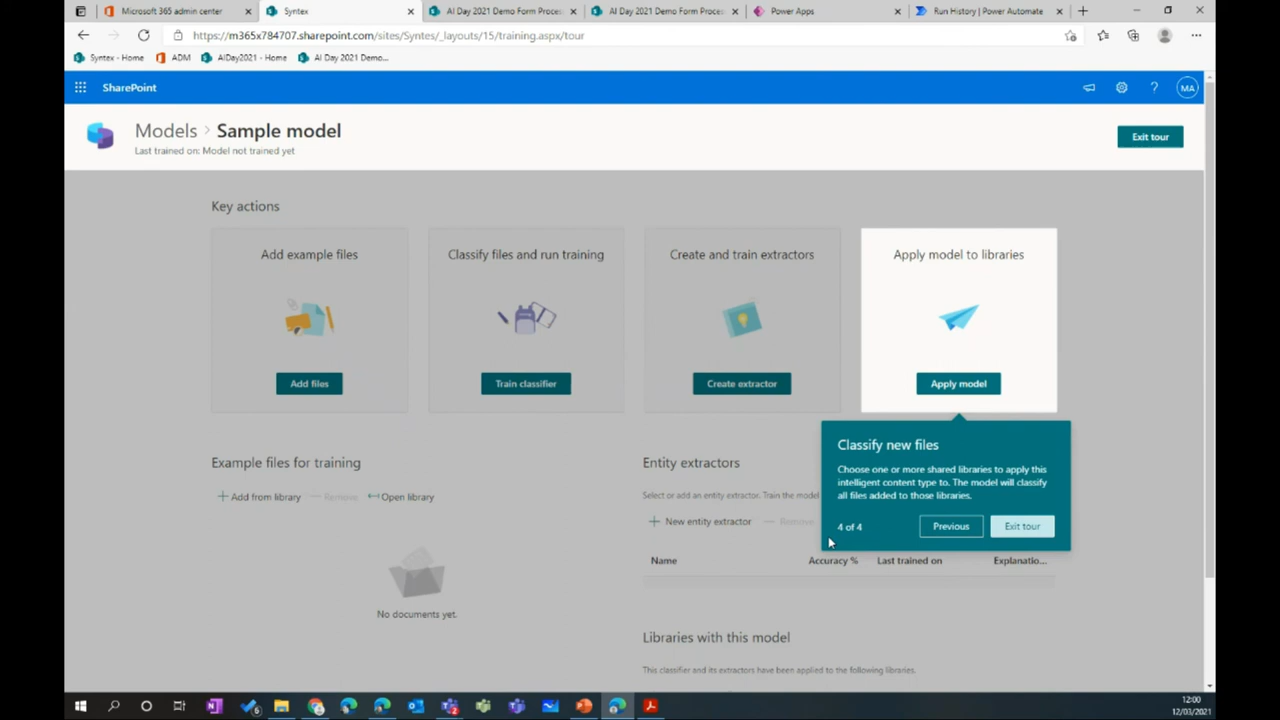 Microsoft 365 admin center
Syntex
AI Day 2021 Demo Form Process
AI Day 2021 Demo Form Process
Power Apps
Run History | Power Automate
https://m365x784707.sharepoint.com/sites/Syntes/_layouts/15/training.aspx/tour
Syntex - Home
ADM
AIDay2021 - Home
AI Day 2021 Demo...
SharePoint
MA
Models > Sample model
Last trained on: Model not trained yet
Exit tour
Key actions
Add example files
Classify files and run training
Create and train extractors
Apply model to libraries
Add files
Train classifier
Create extractor
Apply model
Classify new files
Choose one or more shared libraries to apply this
intelligent content type to. The model will classify
all files added to those libraries.
4 of 4
Previous
Exit tour
Example files for training
Add from library
Remove
Open library
No documents yet.
Entity extractors
Select or add an entity extractor. Train the model
New entity extractor
Remove
Name
Accuracy %
Last trained on
Explanatio...
Libraries with this model
This classifier and its extractors have been applied to the following libraries.
12:00
12/03/2021